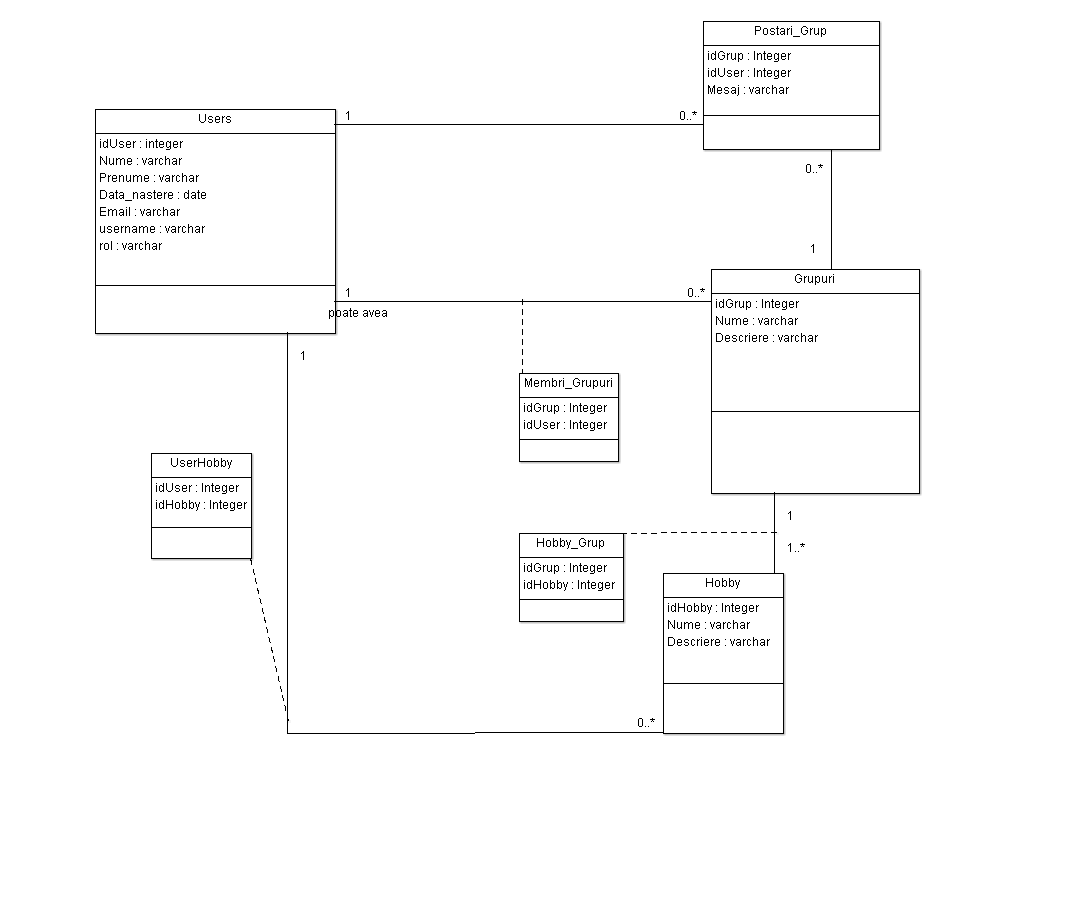 Postari_Grup
idGrup : Integer
idUser : Integer
Mesaj : varchar
Users
idUser : integer
Nume : varchar
Prenume : varchar
Data_nastere : date
Email : varchar
username : varchar
rol : varchar
1
0..*
0..*
1
Grupuri
idGrup : Integer
Nume : varchar
Descriere : varchar
1
0..*
poate avea
1
Membri_Grupuri
idGrup : Integer
idUser : Integer
UserHobby
idUser : Integer
idHobby : Integer
1
1..*
Hobby_Grup
idGrup : Integer
idHobby : Integer
Hobby
idHobby : Integer
Nume : varchar
Descriere : varchar
0..*